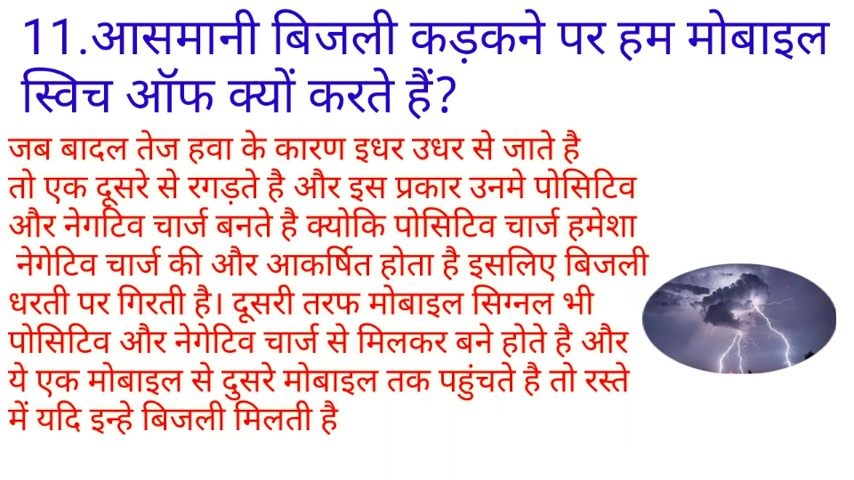 11.आसमानी बिजली कड़कने पर हम मोबाइल
स्विच ऑफ क्यों करते हैं?
जब बादल तेज हवा के कारण इधर उधर से जाते है
तो एक दूसरे से रगड़ते है और इस प्रकार उनमे पोसिटिव
और नेगटिव चार्ज बनते है क्योकि पोसिटिव चार्ज हमेशा
नेगेटिव चार्ज की और आकर्षित होता है इसलिए बिजली
धरती पर गिरती है। दूसरी तरफ मोबाइल सिग्नल भी
पोसिटिव और नेगेटिव चार्ज से मिलकर बने होते है और
ये एक मोबाइल से दुसरे मोबाइल तक पहुंचते है तो रस्ते
में यदि इन्हे बिजली मिलती है